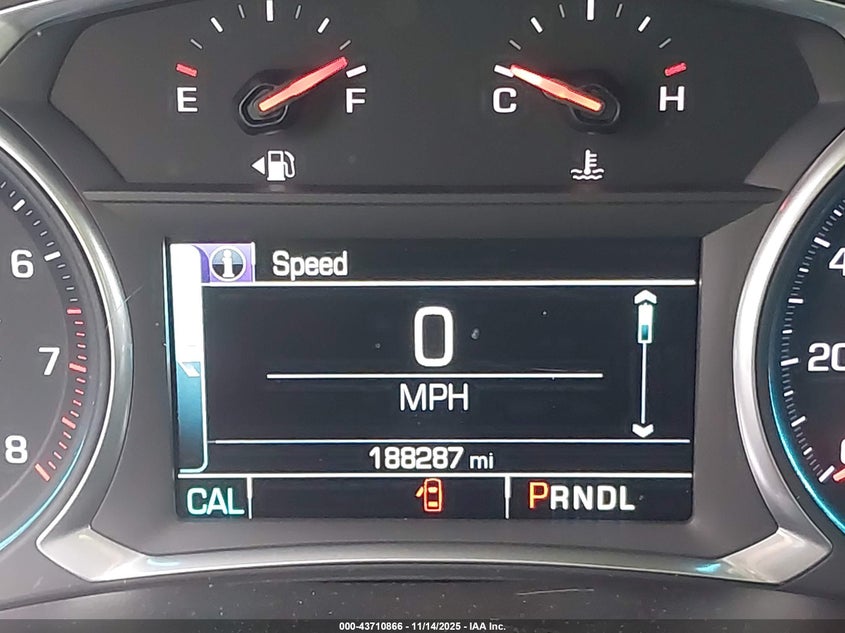 E F C H
Speed
6
4
0
7
20
MPH
8
188287 mi
CAL PRNDL
000-43710866 - 11/14/2025 - IAA Inc.